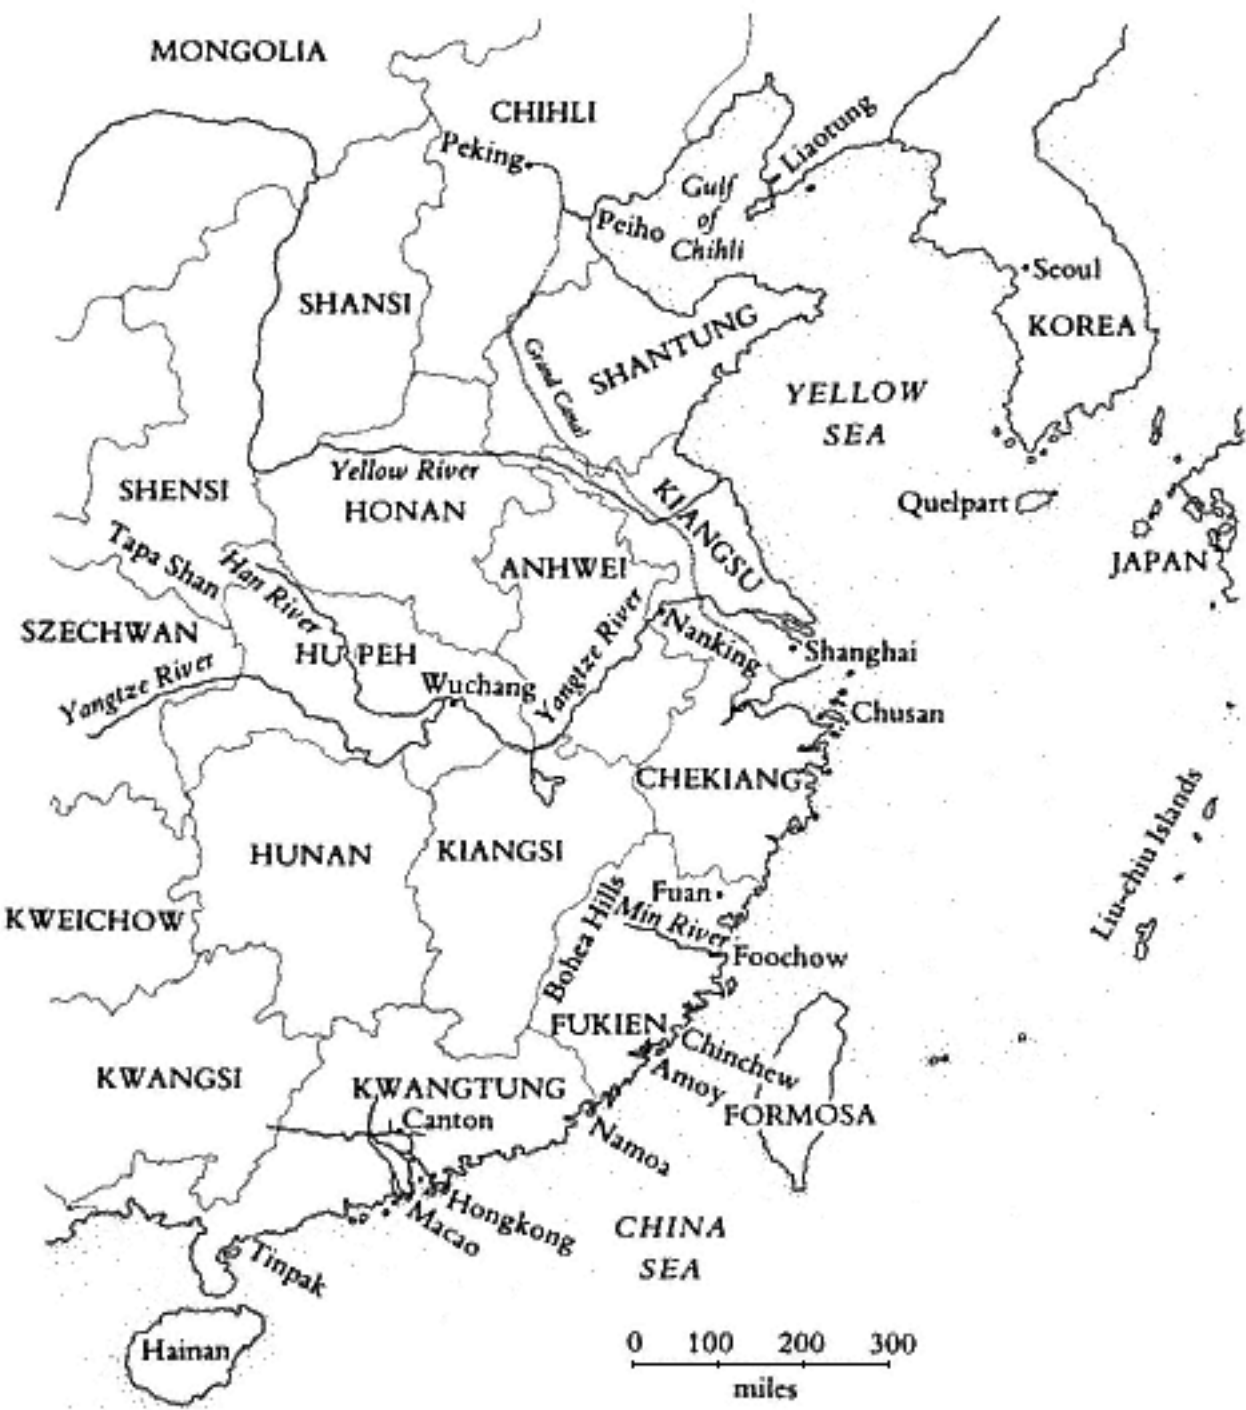 MONGOLIA
CHIHLI
Peking
Liaotung
Gulf
of
Chihli
Peiho
Seoul
SHANSI
KOREA
SHANTUNG
Grand Canal
YELLOW
SEA
Yellow River
SHENSI
HONAN
KIANGSU
Quelpart
Tapa Shan
Han River
ANHWEI
JAPAN
SZECHWAN
HUPEH
Yangtze River
Nanking
Shanghai
Yangtze River
Wuchang
Chusan
CHEKIANG
Liu-chiu Islands
HUNAN
KIANGSI
Fuan
KWEICHOW
Bohea Hills
Min River
Foochow
FUKIEN
Chinchew
KWANGSI
KWANGTUNG
Amoy
FORMOSA
Canton
Namoa
Hongkong
Macao
CHINA
SEA
Tinpak
Hainan
0 100 200 300
miles